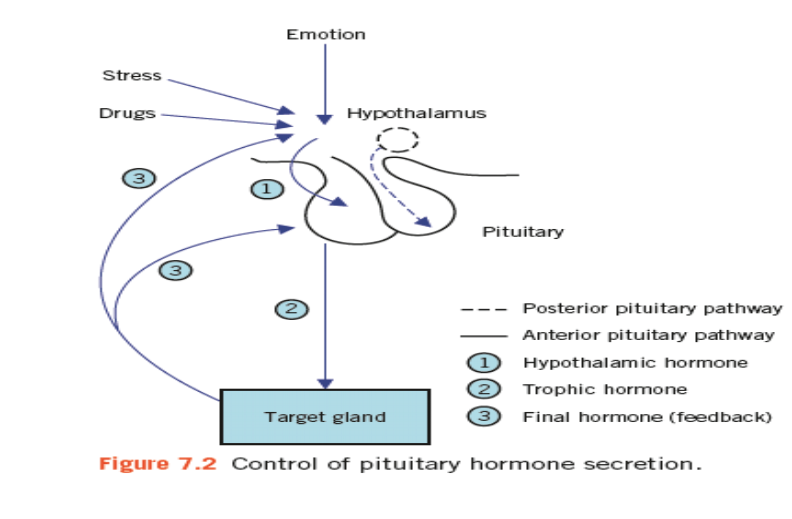 Emotion
Stress
Drugs
Hypothalamus
3
1
Pituitary
3
2
Posterior pituitary pathway
Anterior pituitary pathway
1 Hypothalamic hormone
2 Trophic hormone
3 Final hormone (feedback)
Target gland
Figure 7.2 Control of pituitary hormone secretion.